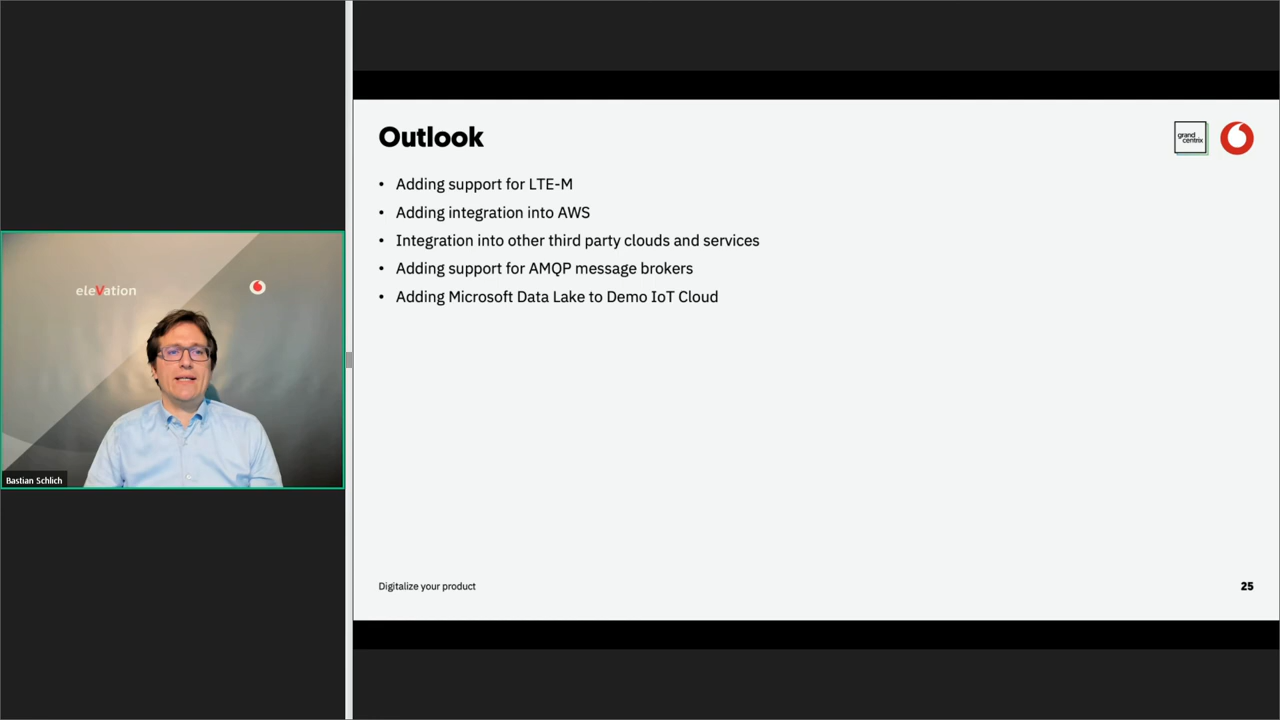 eleVation
Bastian Schlich
Outlook
grand
centrix
• Adding support for LTE-M
• Adding integration into AWS
• Integration into other third party clouds and services
• Adding support for AMQP message brokers
• Adding Microsoft Data Lake to Demo IoT Cloud
Digitalize your product
25